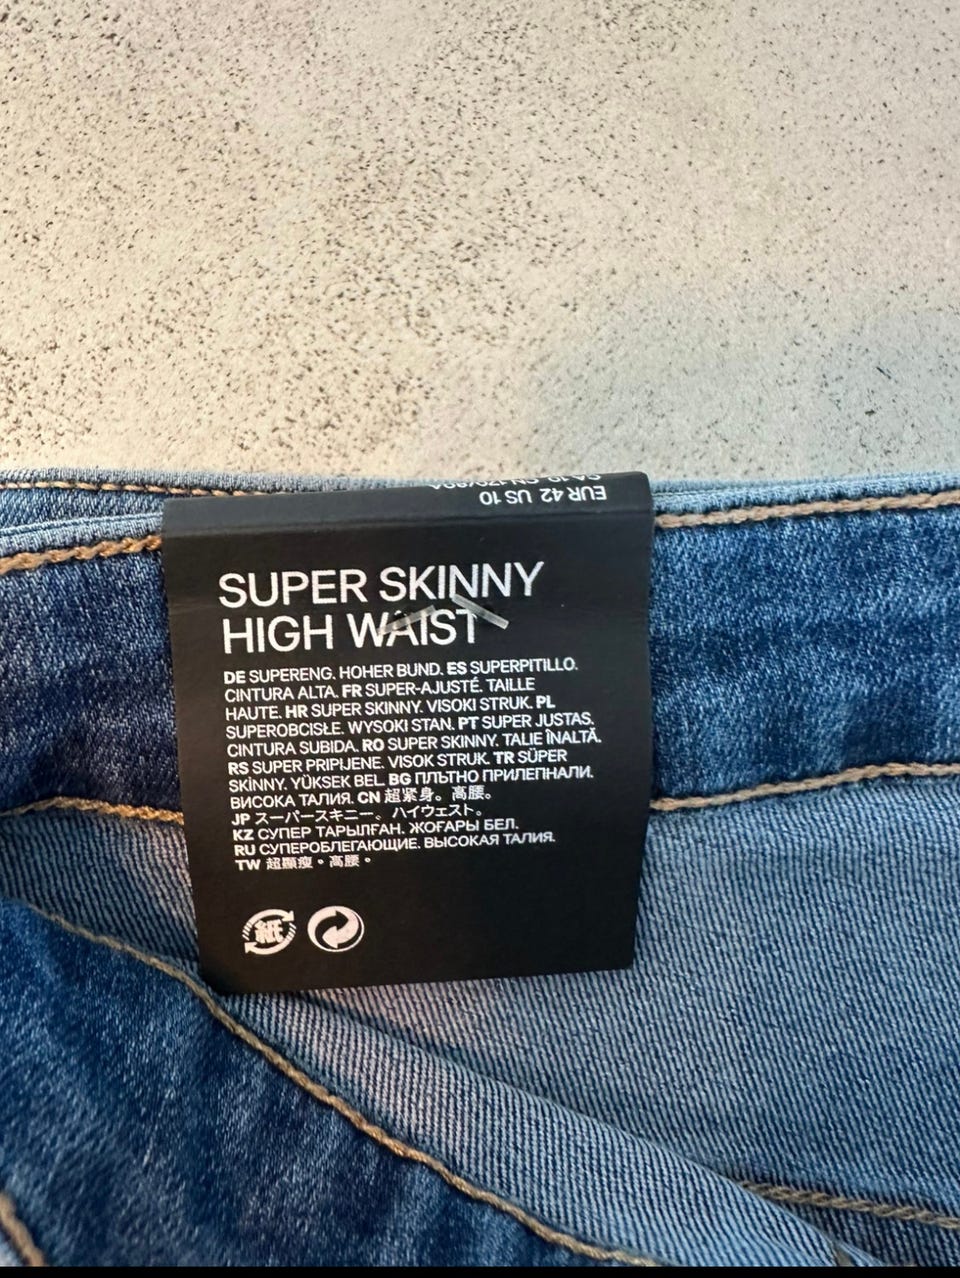 EUR 42 US 10
SUPER SKINNY
HIGH WAIST
DE SUPERENG. HOHER BUND. ES SUPERPITILLO.
CINTURA ALTA. FR SUPER-AJUSTÉ. TAILLE
HAUTE. HR SUPER SKINNY. VISOKI STRUK. PL
SUPEROBCISŁE. WYSOKI STAN. PT SUPER JUSTAS.
CINTURA SUBIDA. RO SUPER SKINNY. TALIE ÎNALTĂ.
RS SUPER PRIPIJENE. VISOK STRUK. TR SÜPER
SKİNNY. YÜKSEK BEL. BG ПЛЪТНО ПРИЛЕПНАЛИ.
ВИСОКА ТАЛИЯ. CN 超紧身。高腰。
JP スーパースキニー。ハイウェスト。
KZ СУПЕР ТАРЫЛҒАН. ЖОҒАРЫ БЕЛ.
RU СУПЕРОБЛЕГАЮЩИЕ. ВЫСОКАЯ ТАЛИЯ.
TW 超顯瘦。高腰。
紙